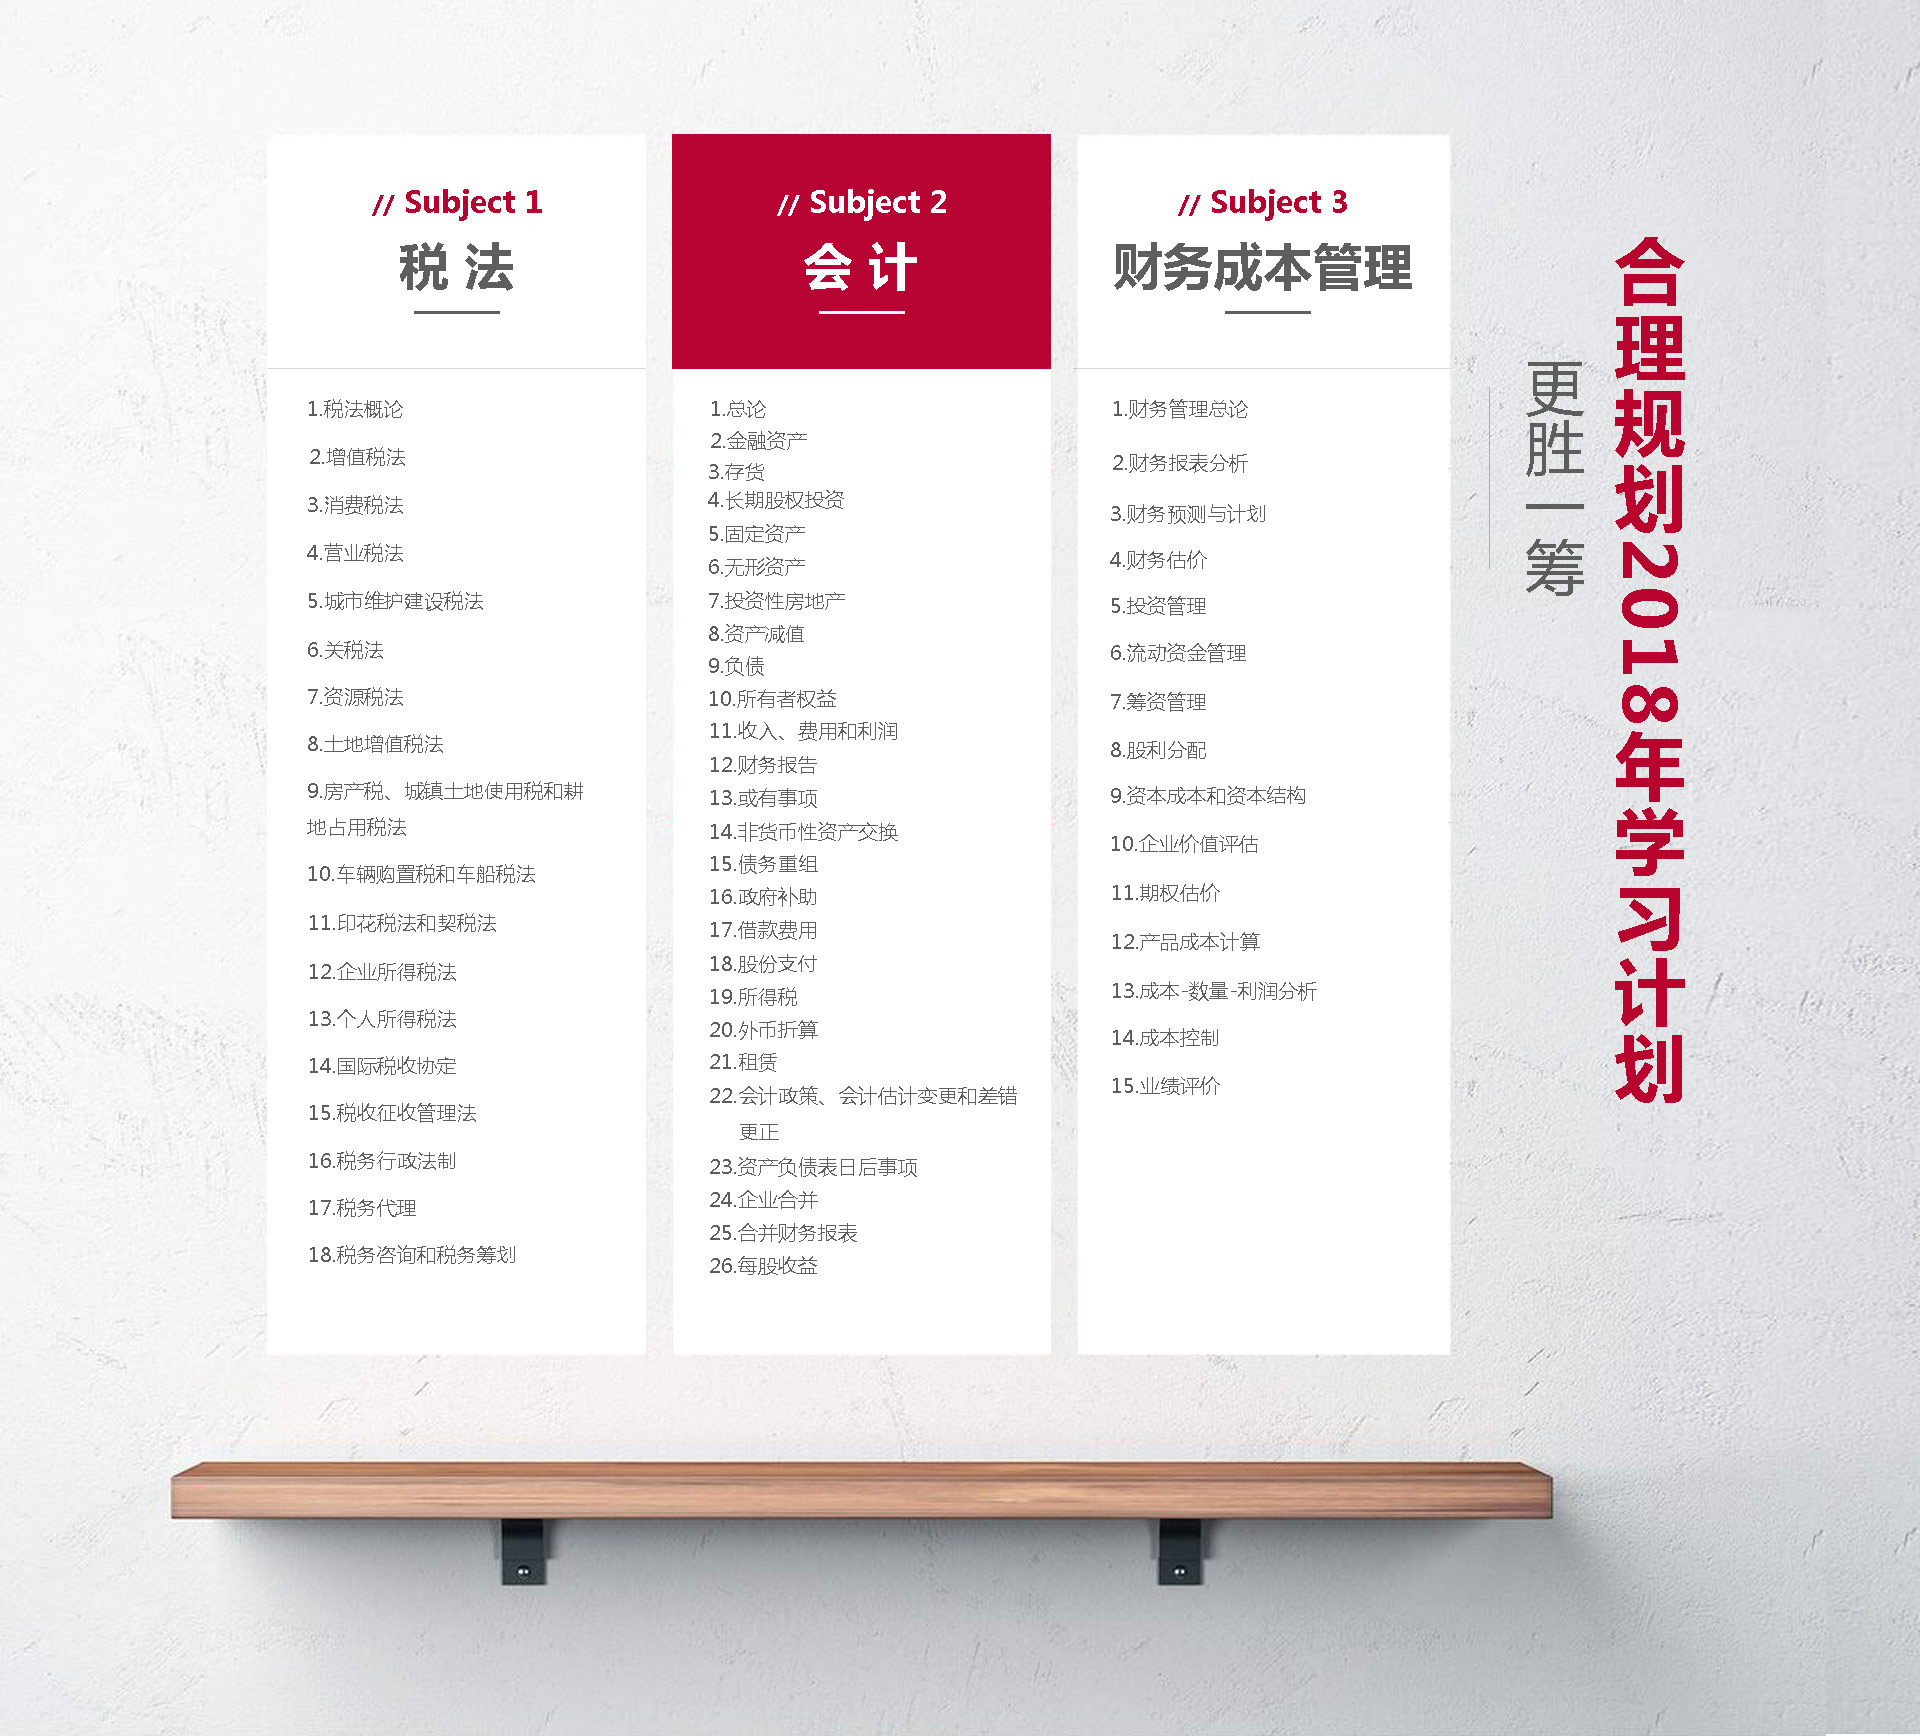 // Subject 1
税 法
1.税法概论
2.增值税法
3.消费税法
4.营业税法
5.城市维护建设税法
6.关税法
7.资源税法
8.土地增值税法
9.房产税、城镇土地使用税和耕
地占用税法
10.车辆购置税和车船税法
11.印花税法和契税法
12.企业所得税法
13.个人所得税法
14.国际税收协定
15.税收征收管理法
16.税务行政法制
17.税务代理
18.税务咨询和税务筹划
// Subject 2
会 计
1.总论
2.金融资产
3.存货
4.长期股权投资
5.固定资产
6.无形资产
7.投资性房地产
8.资产减值
9.负债
10.所有者权益
11.收入、费用和利润
12.财务报告
13.或有事项
14.非货币性资产交换
15.债务重组
16.政府补助
17.借款费用
18.股份支付
19.所得税
20.外币折算
21.租赁
22.会计政策、会计估计变更和差错
更正
23.资产负债表日后事项
24.企业合并
25.合并财务报表
26.每股收益
// Subject 3
财务成本管理
1.财务管理总论
2.财务报表分析
3.财务预测与计划
4.财务估价
5.投资管理
6.流动资金管理
7.筹资管理
8.股利分配
9.资本成本和资本结构
10.企业价值评估
11.期权估价
12.产品成本计算
13.成本-数量-利润分析
14.成本控制
15.业绩评价
合理规划2018年学习计划
更胜一筹